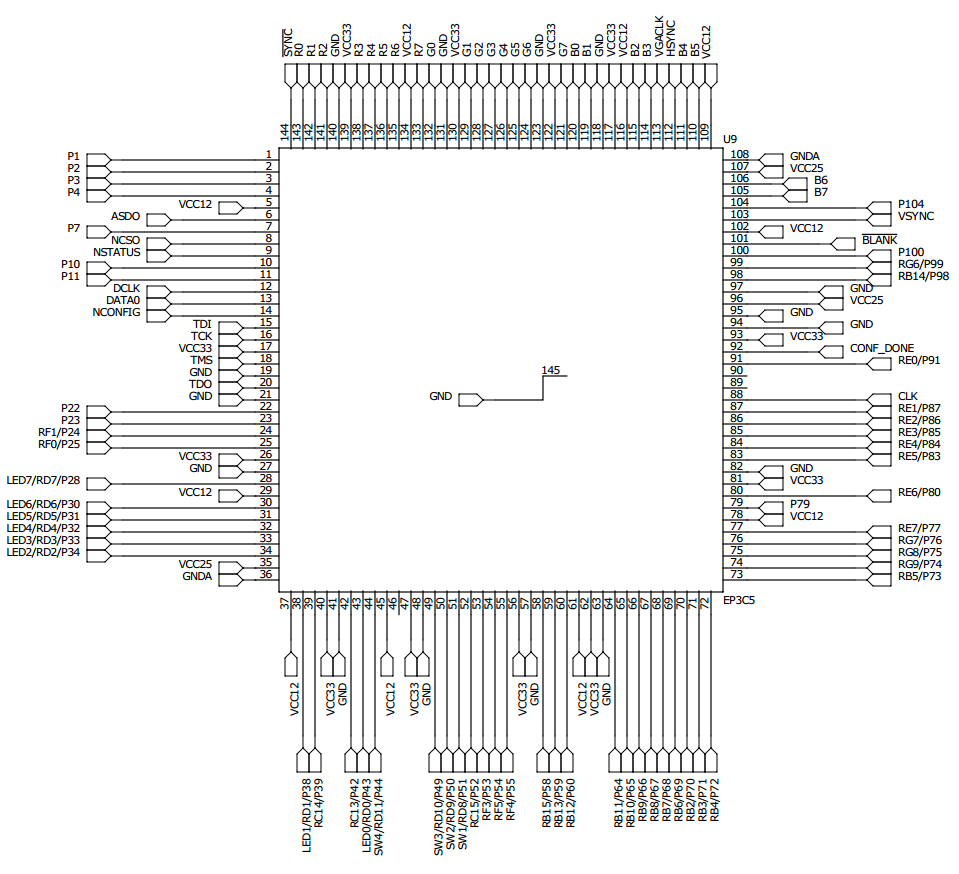 SYNC
R0
R1
R2
GND
VCC33
R3
R4
R5
R6
VCC12
R7
G0
GND
VCC33
G1
G2
G3
G4
G5
G6
GND
VCC33
G7
B0
B1
GND
VCC33
VCC12
B2
B3
VGACLK
HSYNC
B4
B5
VCC12
144
143
142
141
140
139
138
137
136
135
134
133
132
131
130
129
128
127
126
125
124
123
122
121
120
119
118
117
116
115
114
113
112
111
110
109
U9
P1 1
P2 2
P3 3
P4 4
VCC12 5
ASDO 6
P7 7
NCSO 8
NSTATUS 9
P10 10
P11 11
DCLK 12
DATA0 13
NCONFIG 14
TDI 15
TCK 16
VCC33 17
TMS 18
GND 19
TDO 20
GND 21
P22 22
P23 23
RF1/P24 24
RF0/P25 25
VCC33 26
GND 27
LED7/RD7/P28 28
VCC12 29
LED6/RD6/P30 30
LED5/RD5/P31 31
LED4/RD4/P32 32
LED3/RD3/P33 33
LED2/RD2/P34 34
VCC25 35
GNDA 36
GND 145
108 GNDA
107 VCC25
106 B6
105 B7
104 P104
103 VSYNC
102 VCC12
101 BLANK
100 P100
99 RG6/P99
98 RB14/P98
97 GND
96 VCC25
95 GND
94 GND
93 VCC33
92 CONF_DONE
91 RE0/P91
90
89
88 CLK
87 RE1/P87
86 RE2/P86
85 RE3/P85
84 RE4/P84
83 RE5/P83
82 GND
81 VCC33
80 RE6/P80
79 P79
78 VCC12
77 RE7/P77
76 RG7/P76
75 RG8/P75
74 RG9/P74
73 RB5/P73
EP3C5
37
38
39
40
41
42
43
44
45
46
47
48
49
50
51
52
53
54
55
56
57
58
59
60
61
62
63
64
65
66
67
68
69
70
71
72
VCC12
VCC33
GND
VCC12
VCC33
GND
VCC33
GND
VCC12
VCC33
GND
LED1/RD1/P38
RC14/P39
RC13/P42
LED0/RD0/P43
SW4/RD11/P44
SW3/RD10/P49
SW2/RD9/P50
SW1/RD8/P51
RC15/P52
RF3/P53
RF5/P54
RF4/P55
RB15/P58
RB13/P59
RB12/P60
RB11/P64
RB10/P65
RB9/P66
RB8/P67
RB7/P68
RB6/P69
RB2/P70
RB3/P71
RB4/P72